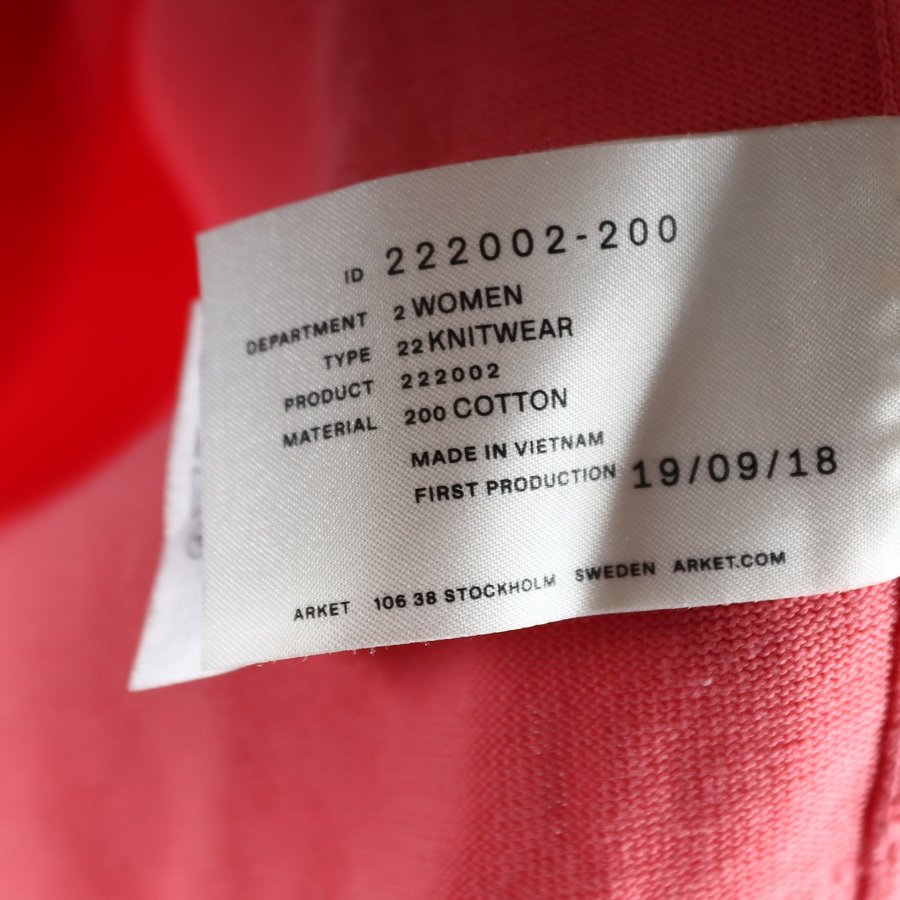 ID 222002-200
DEPARTMENT 2 WOMEN
TYPE 22 KNITWEAR
PRODUCT 222002
MATERIAL 200 COTTON
MADE IN VIETNAM
FIRST PRODUCTION 19/09/18
ARKET 106 38 STOCKHOLM SWEDEN ARKET.COM